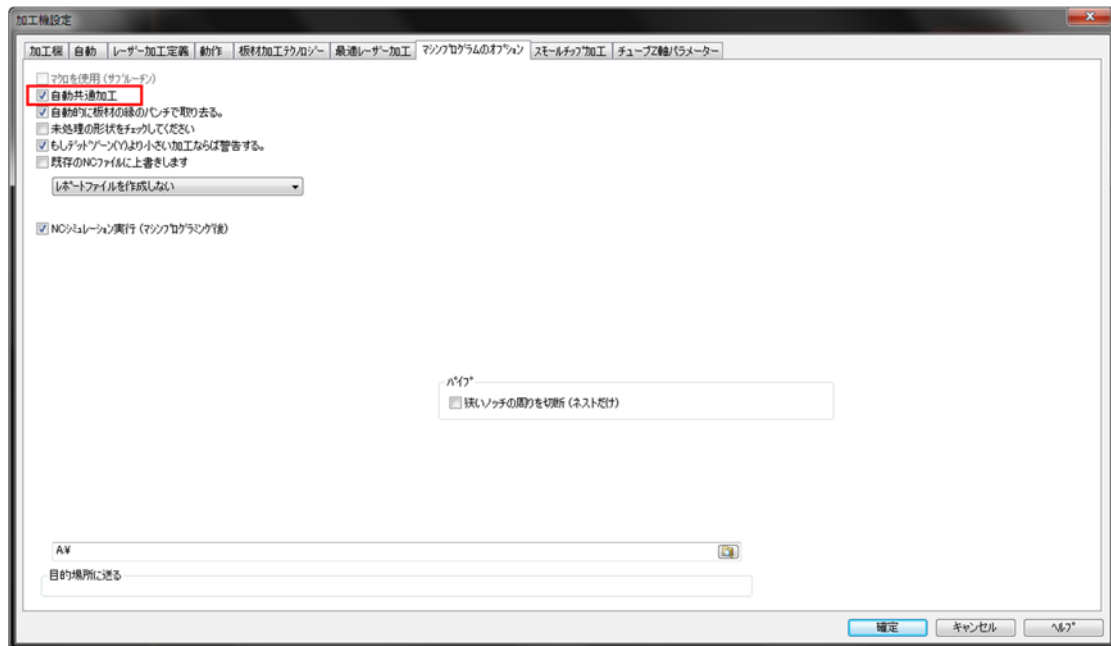 加工機設定
加工機 自動 レーザー加工定義 動作 板材加工テクノロジー 最適レーザー加工 マシンプログラムのオプション スモールチップ加工 チューブZ軸パラメーター
マクロを使用 (サブルーチン)
自動共通加工
自動的に板材の縁のパンチで取り去る。
未処理の形状をチェックしてください
もしデッドゾーン(Y)より小さい加工ならば警告する。
既存のNCファイルに上書きします
レポートファイルを作成しない
NCシミュレーション実行 (マシンプログラミング後)
パイプ
狭いノッチの周りを切断 (ネストだけ)
A:¥
目的場所に送る
確定 キャンセル ヘルプ